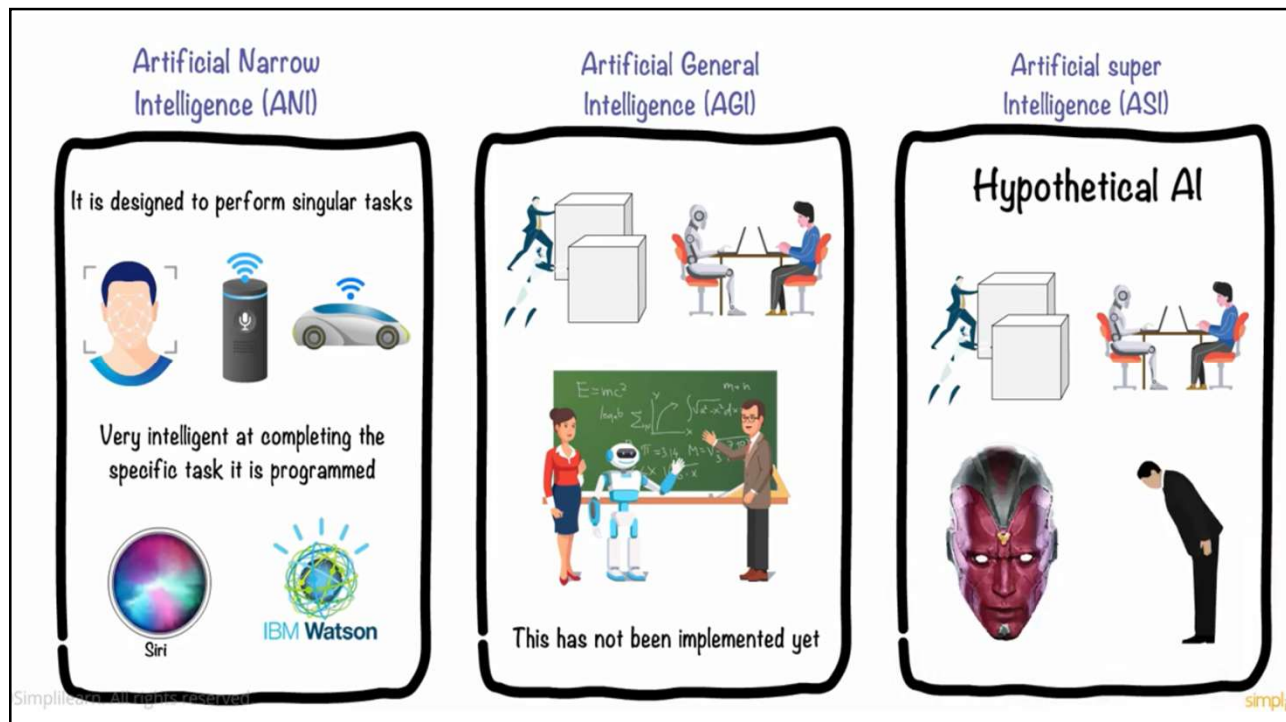 Artificial Narrow
Intelligence (ANI)
It is designed to perform singular tasks
Very intelligent at completing the
specific task it is programmed
Siri
IBM Watson
Artificial General
Intelligence (AGI)
E=mc²
This has not been implemented yet
Artificial super
Intelligence (ASI)
Hypothetical AI
Simplilearn. All rights reserved
simpl